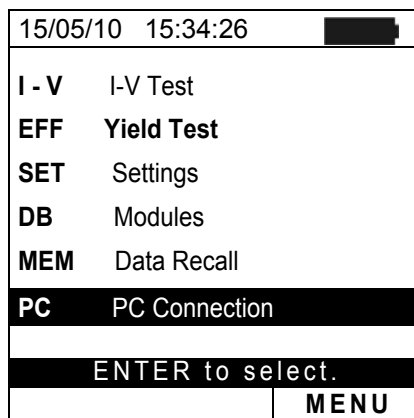 15/05/10 15:34:26
I - V I-V Test
EFF Yield Test
SET Settings
DB Modules
MEM Data Recall
PC PC Connection
ENTER to select.
MENU